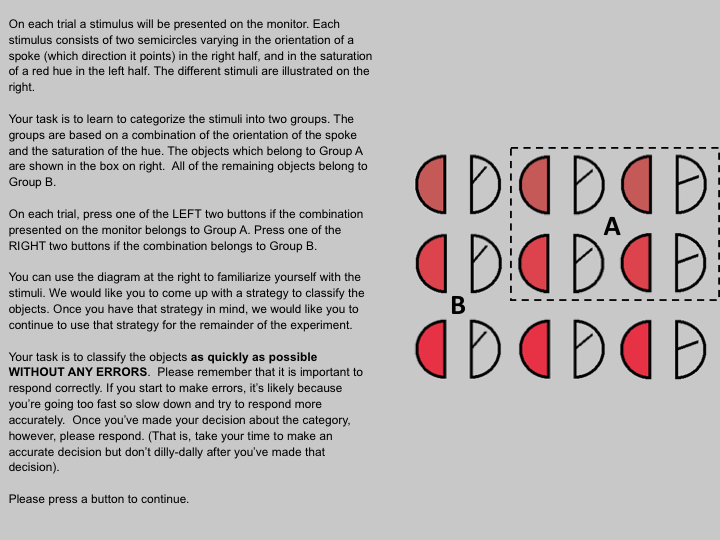 On each trial a stimulus will be presented on the monitor. Each
stimulus consists of two semicircles varying in the orientation of a
spoke (which direction it points) in the right half, and in the saturation
of a red hue in the left half. The different stimuli are illustrated on the
right.
Your task is to learn to categorize the stimuli into two groups. The
groups are based on a combination of the orientation of the spoke
and the saturation of the hue. The objects which belong to Group A
are shown in the box on right.  All of the remaining objects belong to
Group B.
On each trial, press one of the LEFT two buttons if the combination
presented on the monitor belongs to Group A. Press one of the
RIGHT two buttons if the combination belongs to Group B.
You can use the diagram at the right to familiarize yourself with the
stimuli. We would like you to come up with a strategy to classify the
objects. Once you have that strategy in mind, we would like you to
continue to use that strategy for the remainder of the experiment.
Your task is to classify the objects as quickly as possible
WITHOUT ANY ERRORS.  Please remember that it is important to
respond correctly. If you start to make errors, it's likely because
you're going too fast so slow down and try to respond more
accurately.  Once you've made your decision about the category,
however, please respond. (That is, take your time to make an
accurate decision but don't dilly-dally after you've made that
decision).
Please press a button to continue.
A
B